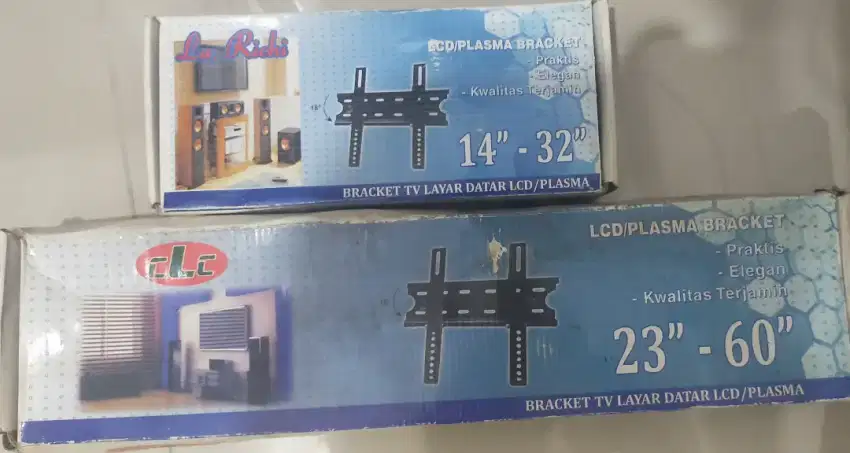 La Richi
LCD/PLASMA BRACKET
- Praktis
- Elegan
- Kwalitas Terjamin
14" - 32"
BRACKET TV LAYAR DATAR LCD/PLASMA
cLc
LCD/PLASMA BRACKET
- Praktis
- Elegan
- Kwalitas Terjamin
23" - 60"
BRACKET TV LAYAR DATAR LCD/PLASMA